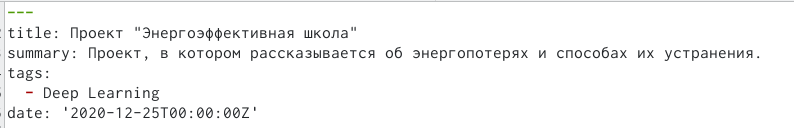 ---
title: Проект "Энергоэффективная школа"
summary: Проект, в котором рассказывается об энергопотерях и способах их устранения.
tags:
  - Deep Learning
date: '2020-12-25T00:00:00Z'